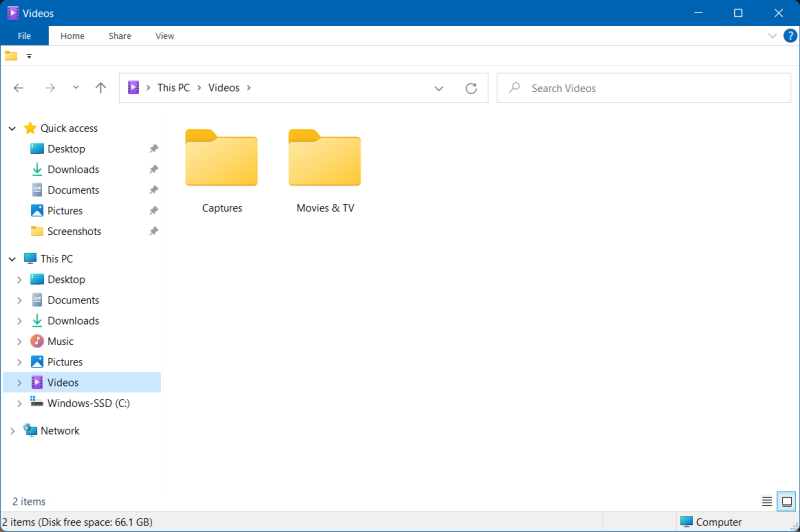 Videos
File Home Share View
?
This PC Videos
Search Videos
Quick access
Desktop
Downloads
Documents
Pictures
Screenshots
This PC
Desktop
Documents
Downloads
Music
Pictures
Videos
Windows-SSD (C:)
Network
Captures
Movies & TV
2 items
2 items (Disk free space: 66.1 GB)
Computer